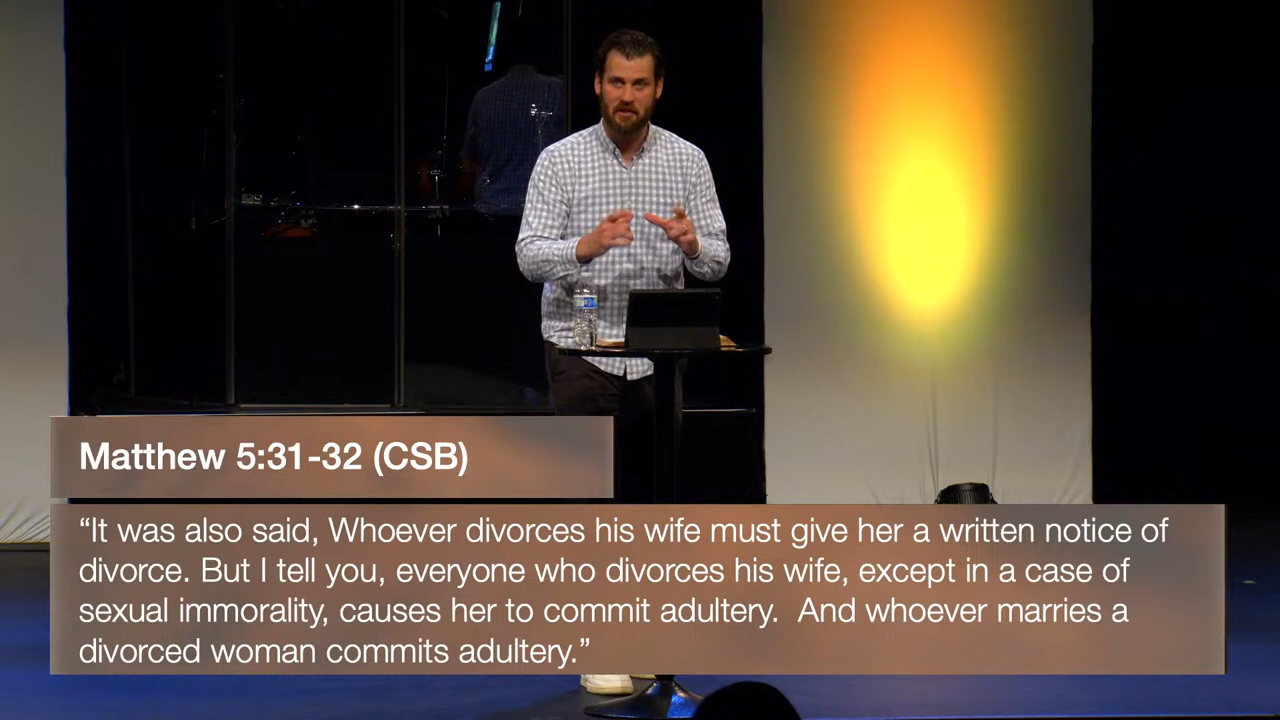 Matthew 5:31-32 (CSB)
“It was also said, Whoever divorces his wife must give her a written notice of
divorce. But I tell you, everyone who divorces his wife, except in a case of
sexual immorality, causes her to commit adultery.  And whoever marries a
divorced woman commits adultery.”